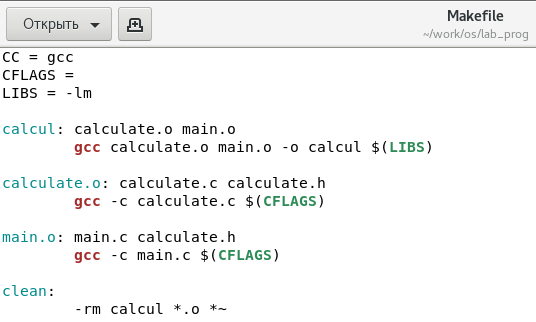 Открыть
Makefile
~/work/os/lab_prog
CC = gcc
CFLAGS =
LIBS = -lm
calcul: calculate.o main.o
gcc calculate.o main.o -o calcul $(LIBS)
calculate.o: calculate.c calculate.h
gcc -c calculate.c $(CFLAGS)
main.o: main.c calculate.h
gcc -c main.c $(CFLAGS)
clean:
-rm calcul *.o *~